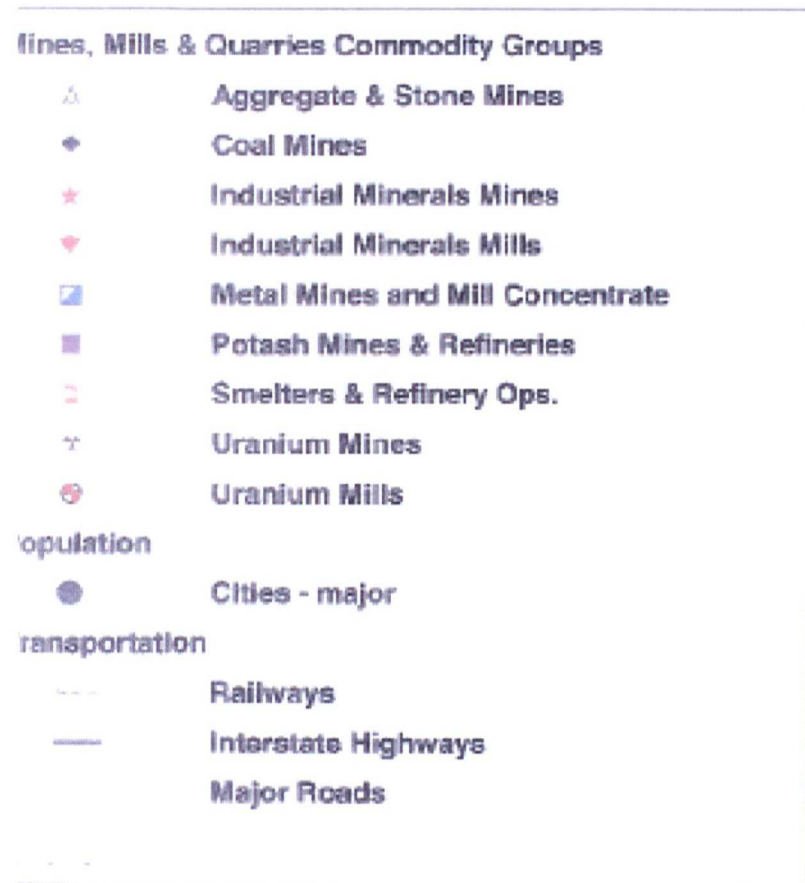 Mines, Mills & Quarries Commodity Groups
Aggregate & Stone Mines
Coal Mines
Industrial Minerals Mines
Industrial Minerals Mills
Metal Mines and Mill Concentrate
Potash Mines & Refineries
Smelters & Refinery Ops.
Uranium Mines
Uranium Mills
opulation
Cities - major
ransportation
Railways
Interstate Highways
Major Roads